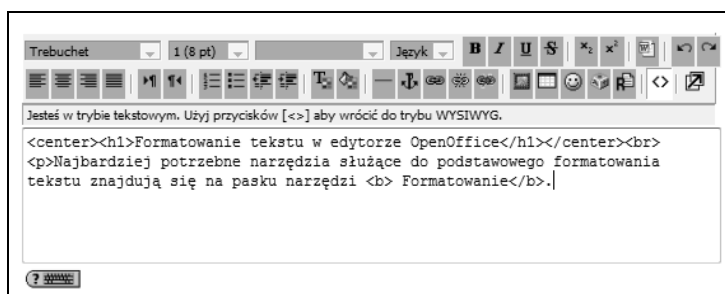 Trebuchet 1 (8 pt) Język B I U S x₂ x² W
Jesteś w trybie tekstowym. Użyj przycisków [<>] aby wrócić do trybu WYSIWYG.
<center><h1>Formatowanie tekstu w edytorze OpenOffice</h1></center><br>
<p>Najbardziej potrzebne narzędzia służące do podstawowego formatowania
tekstu znajdują się na pasku narzędzi <b> Formatowanie</b>.
?